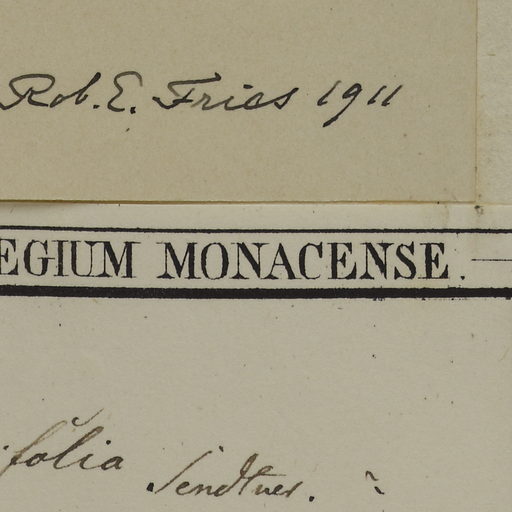 Rob. E. Fries 1911
EGIUM MONACENSE.
folia Sendtner.